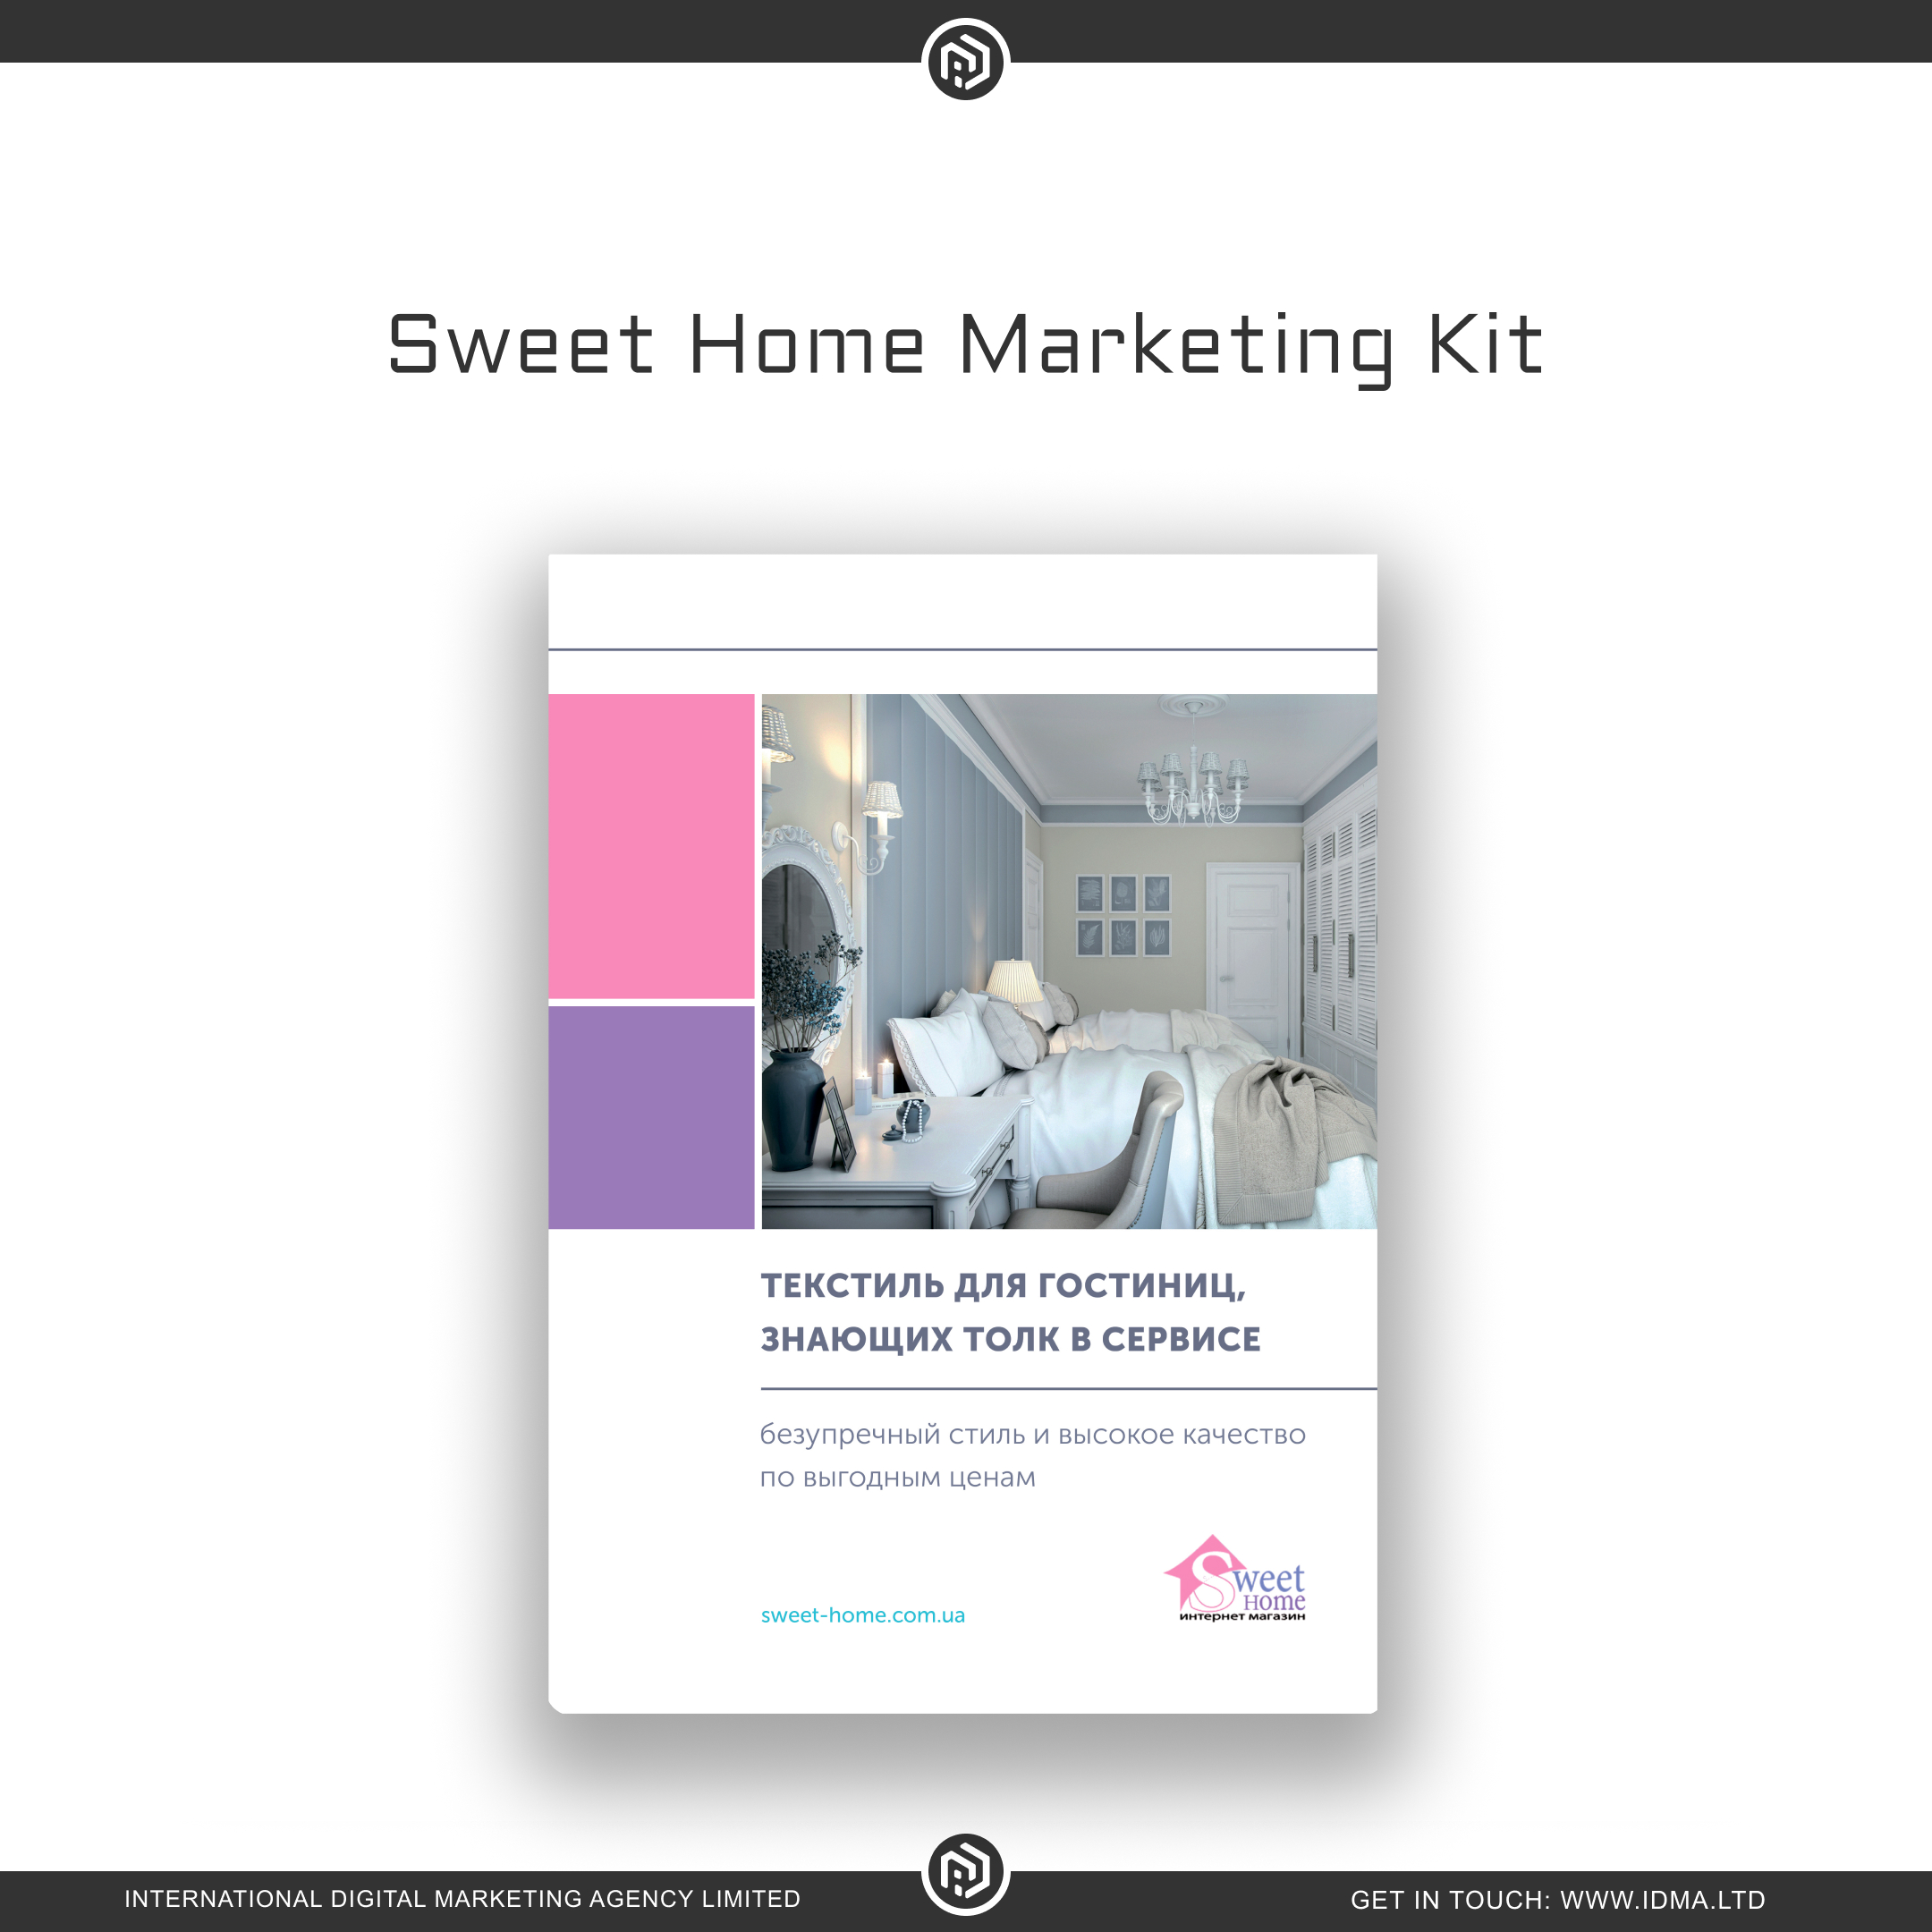 Sweet Home Marketing Kit
ТЕКСТИЛЬ ДЛЯ ГОСТИНИЦ,
ЗНАЮЩИХ ТОЛК В СЕРВИСЕ
безупречный стиль и высокое качество
по выгодным ценам
sweet-home.com.ua
Sweet
Home
интернет магазин
INTERNATIONAL DIGITAL MARKETING AGENCY LIMITED
GET IN TOUCH: WWW.IDMA.LTD